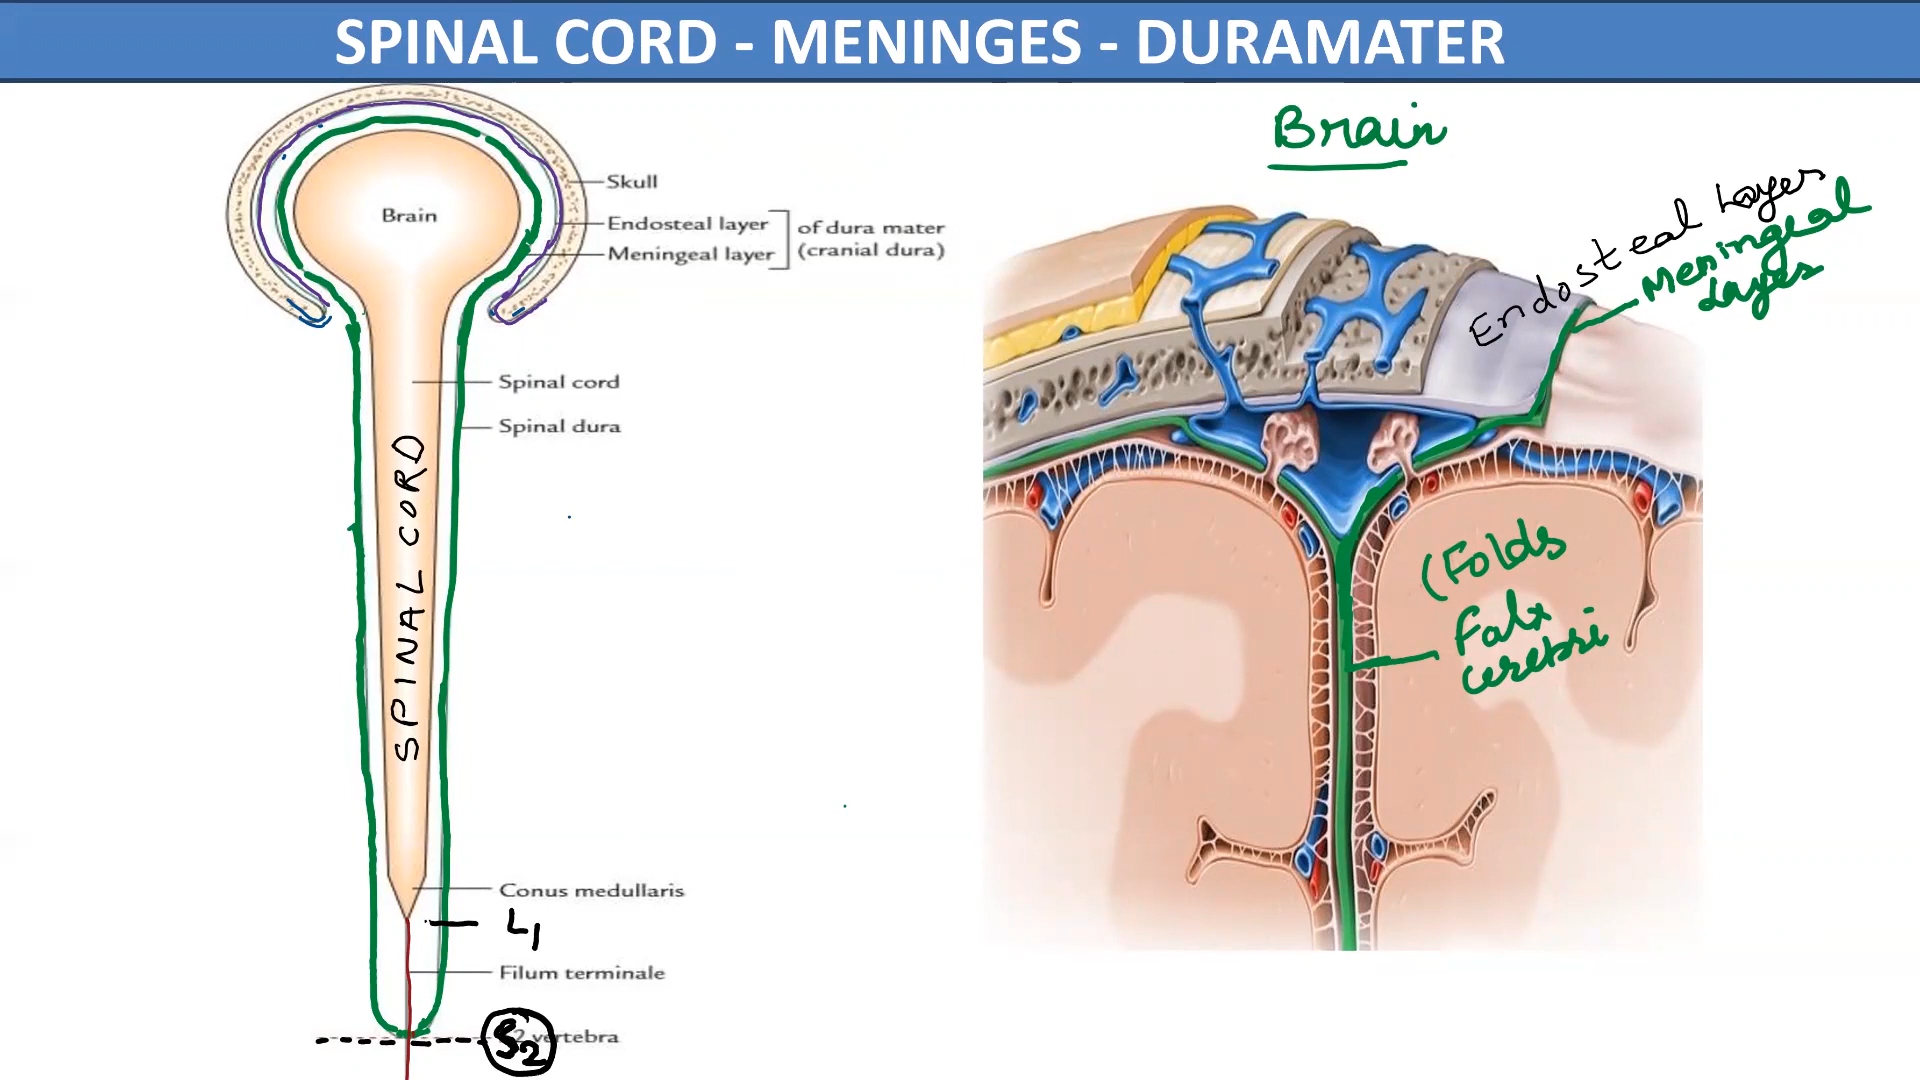 SPINAL CORD - MENINGES - DURAMATER
Brain
Skull
Endosteal layer
Meningeal layer
of dura mater
(cranial dura)
Spinal cord
Spinal dura
SPINAL CORD
Conus medullaris
L1
Filum terminale
S2 vertebra
Brain
Endosteal Layer
Meningeal
Layer
(Folds
Falx
cerebri